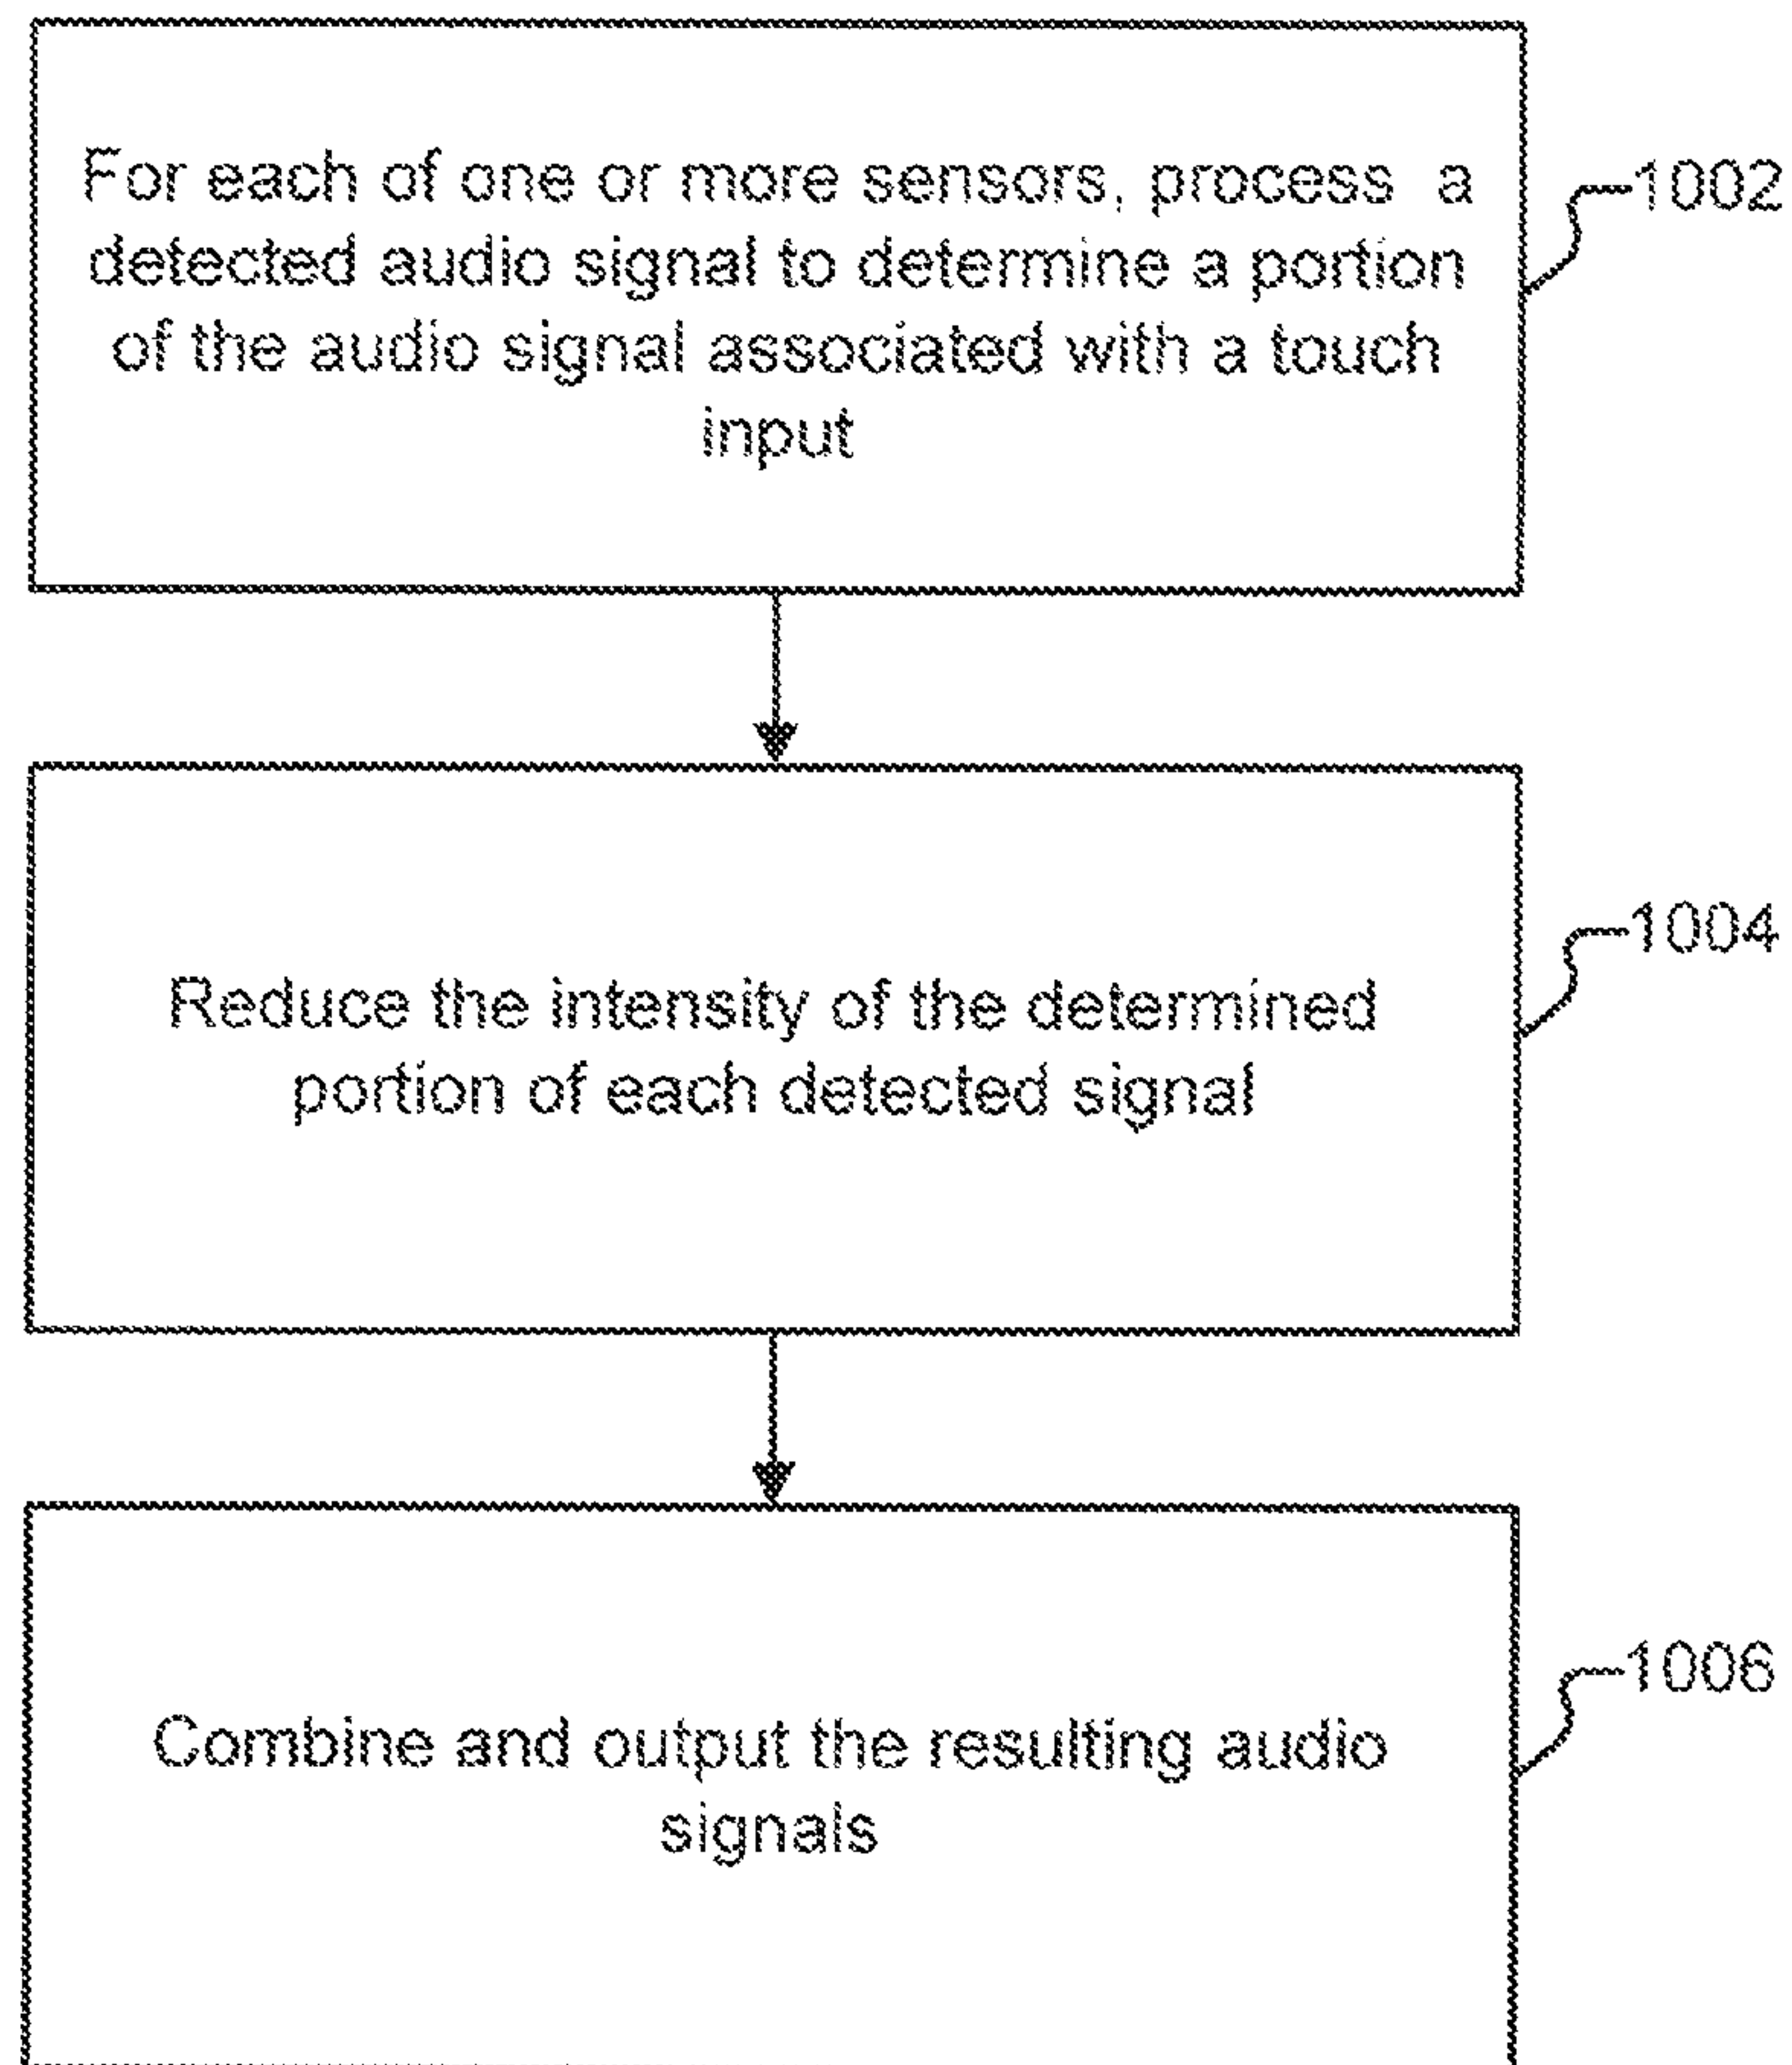 For each of one or more sensors, process a
detected audio signal to determine a portion
of the audio signal associated with a touch
input
1002
Reduce the intensity of the determined
portion of each detected signal
1004
Combine and output the resulting audio
signals
1006